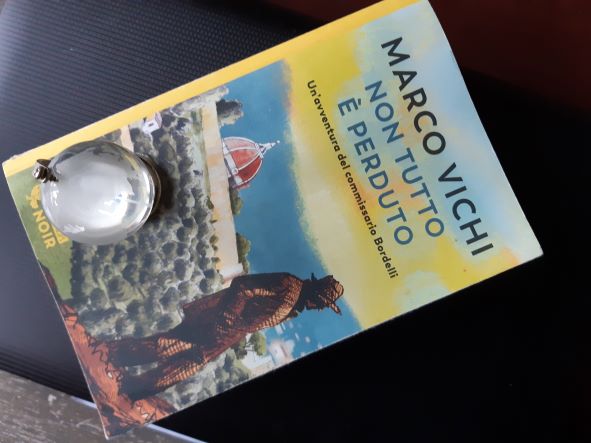 MARCO VICHI
NON TUTTO
È PERDUTO
Un'avventura del commissario Bordelli
NOIR